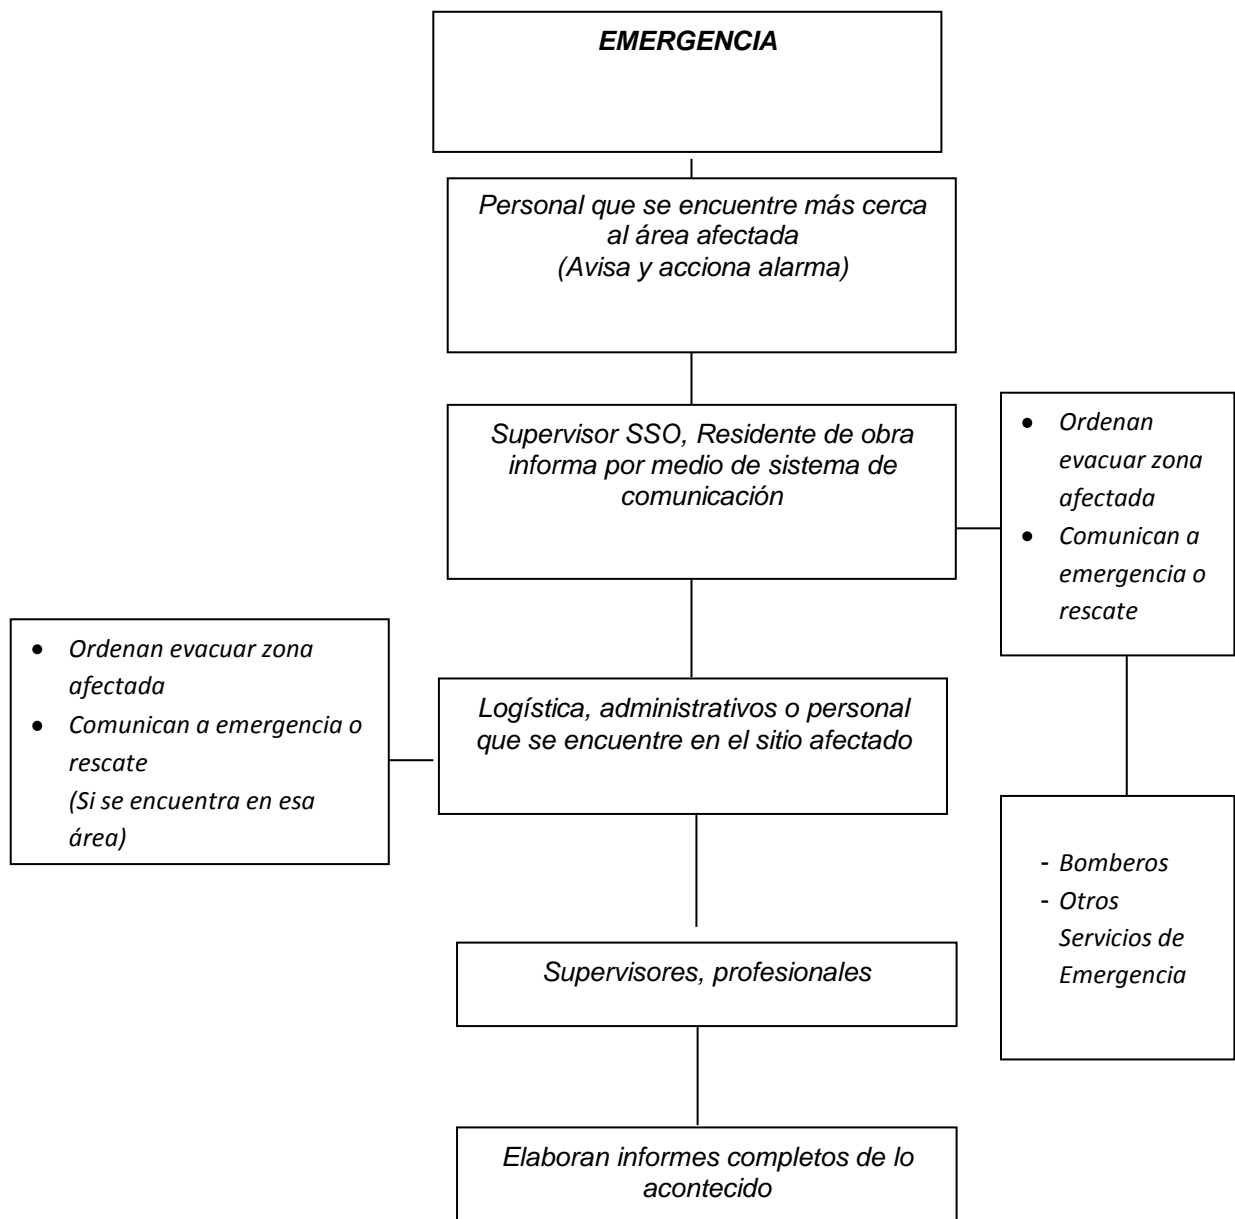 EMERGENCIA
Personal que se encuentre más cerca
al área afectada
(Avisa y acciona alarma)
Supervisor SSO, Residente de obra
informa por medio de sistema de
comunicación
• Ordenan
evacuar zona
afectada
• Comunican a
emergencia o
rescate
• Ordenan evacuar zona
afectada
• Comunican a emergencia o
rescate
(Si se encuentra en esa
área)
Logística, administrativos o personal
que se encuentre en el sitio afectado
- Bomberos
- Otros
Servicios de
Emergencia
Supervisores, profesionales
Elaboran informes completos de lo
acontecido